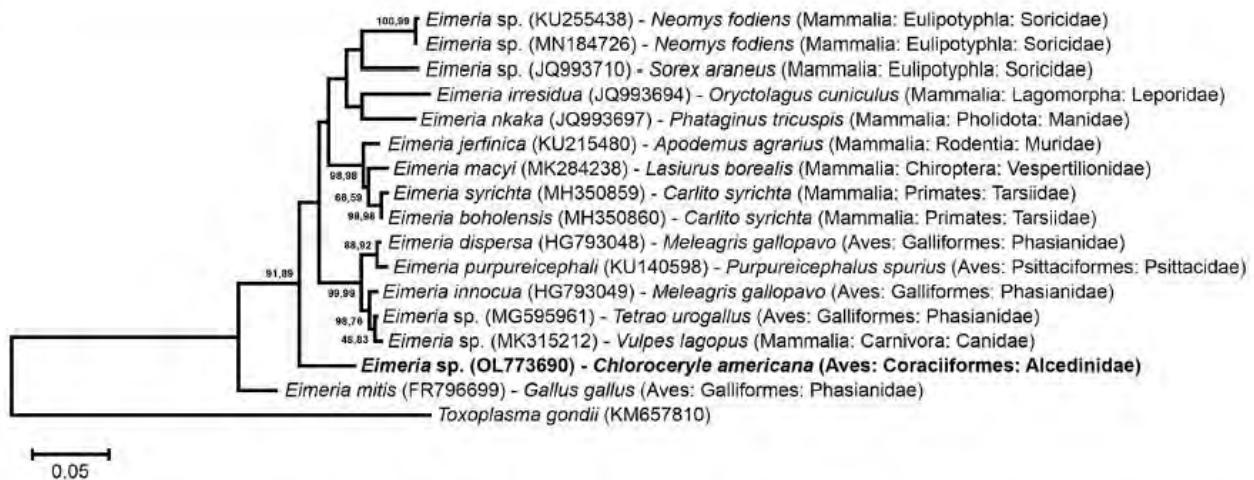 100,99
Eimeria sp. (KU255438) - Neomys fodiens (Mammalia: Eulipotyphla: Soricidae)
Eimeria sp. (MN184726) - Neomys fodiens (Mammalia: Eulipotyphla: Soricidae)
Eimeria sp. (JQ993710) - Sorex araneus (Mammalia: Eulipotyphla: Soricidae)
Eimeria irresidua (JQ993694) - Oryctolagus cuniculus (Mammalia: Lagomorpha: Leporidae)
Eimeria nkaka (JQ993697) - Phataginus tricuspis (Mammalia: Pholidota: Manidae)
Eimeria jerfinica (KU215480) - Apodemus agrarius (Mammalia: Rodentia: Muridae)
Eimeria macyi (MK284238) - Lasiurus borealis (Mammalia: Chiroptera: Vespertilionidae)
98,98
Eimeria syrichta (MH350859) - Carlito syrichta (Mammalia: Primates: Tarsiidae)
68,59
Eimeria boholensis (MH350860) - Carlito syrichta (Mammalia: Primates: Tarsiidae)
98,98
Eimeria dispersa (HG793048) - Meleagris gallopavo (Aves: Galliformes: Phasianidae)
88,92
Eimeria purpureicephali (KU140598) - Purpureicephalus spurius (Aves: Psittaciformes: Psittacidae)
91,89
Eimeria innocua (HG793049) - Meleagris gallopavo (Aves: Galliformes: Phasianidae)
99,99
Eimeria sp. (MG595961) - Tetrao urogallus (Aves: Galliformes: Phasianidae)
98,76
Eimeria sp. (MK315212) - Vulpes lagopus (Mammalia: Carnivora: Canidae)
48,83
Eimeria sp. (OL773690) - Chloroceryle americana (Aves: Coraciiformes: Alcedinidae)
Eimeria mitis (FR796699) - Gallus gallus (Aves: Galliformes: Phasianidae)
Toxoplasma gondii (KM657810)
0.05